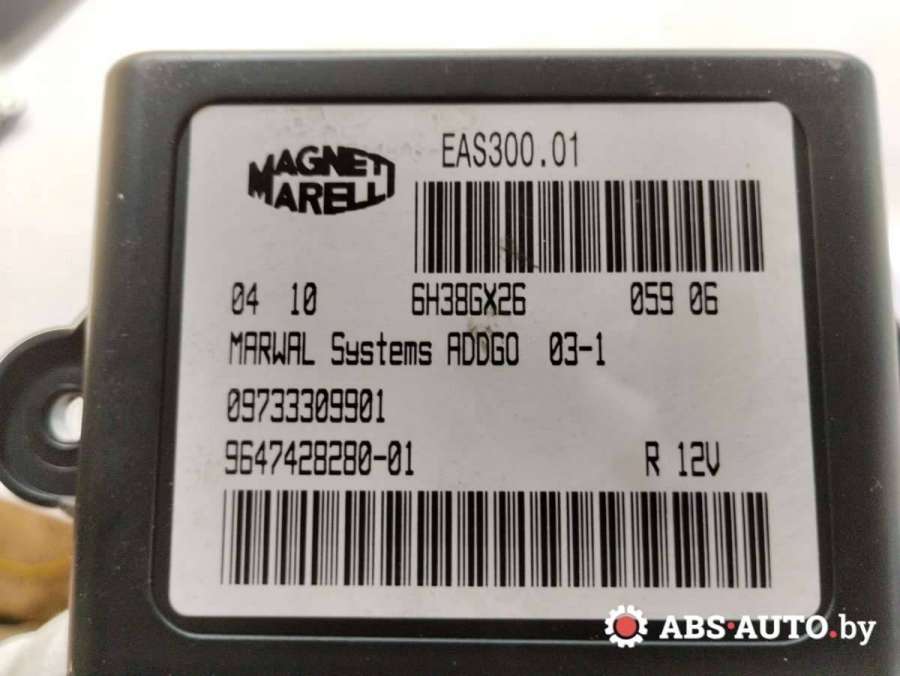 MAGNETI
MARELLI
EAS300.01
04 10 6H38GX26 059 06
MARWAL Systems ADDGO 03-1
09733309901
9647428280-01 R 12V
ABS-AUTO.by